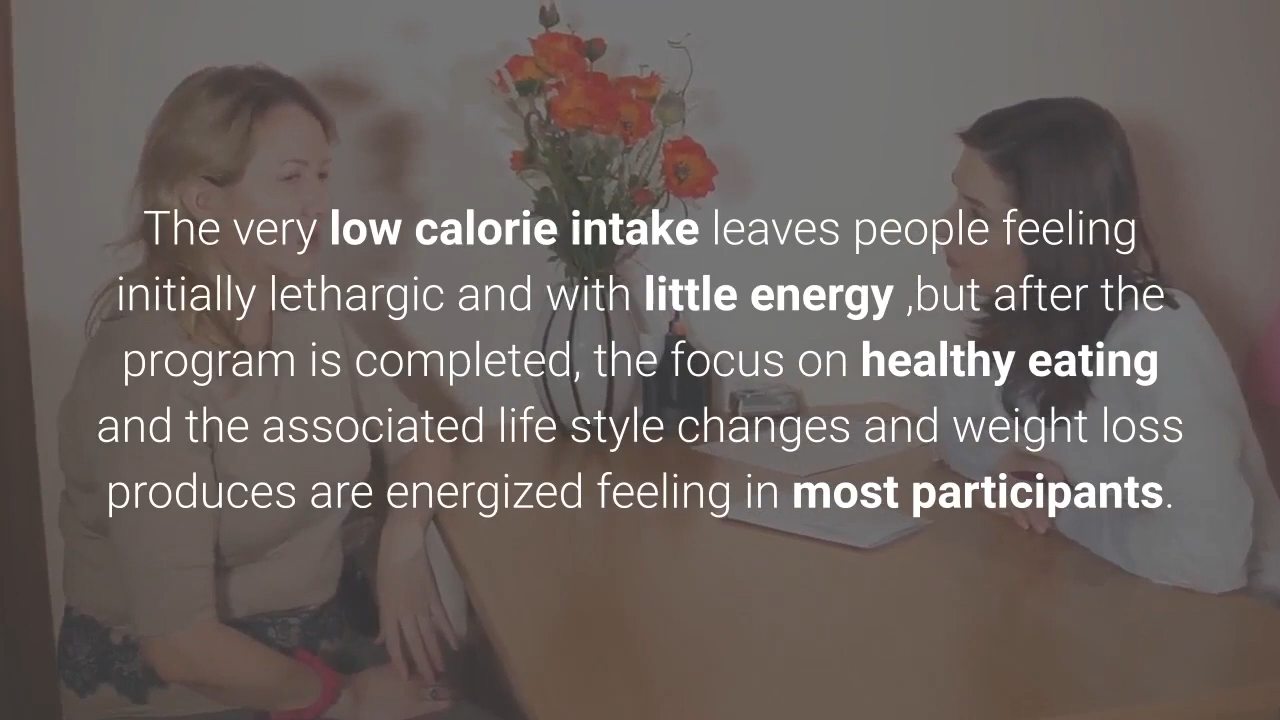 The very low calorie intake leaves people feeling
initially lethargic and with little energy ,but after the
program is completed, the focus on healthy eating
and the associated life style changes and weight loss
produces are energized feeling in most participants.